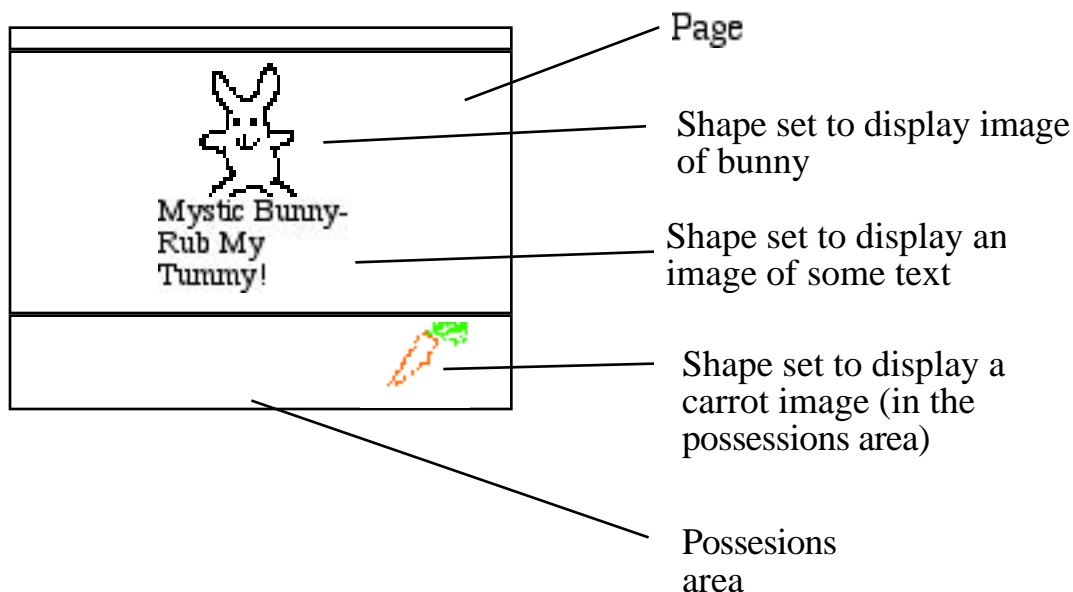 Page
Shape set to display image
of bunny
Mystic Bunny-
Rub My
Tummy!
Shape set to display an
image of some text
Shape set to display a
carrot image (in the
possessions area)
Possesions
area